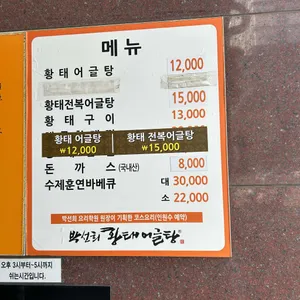 메뉴
황태어글탕 12,000
황태전복어글탕 15,000
황태구이 13,000
황태 어글탕 ₩12,000
황태 전복어글탕 ₩15,000
돈까스(국내산) 8,000
수제훈연바베큐 대 30,000
소 22,000
박선희 요리학원 원장이 기획한 코스요리(인원수 예약)
박선희 황태어글탕
오후 3시부터~5시까지
쉬는시간입니다.